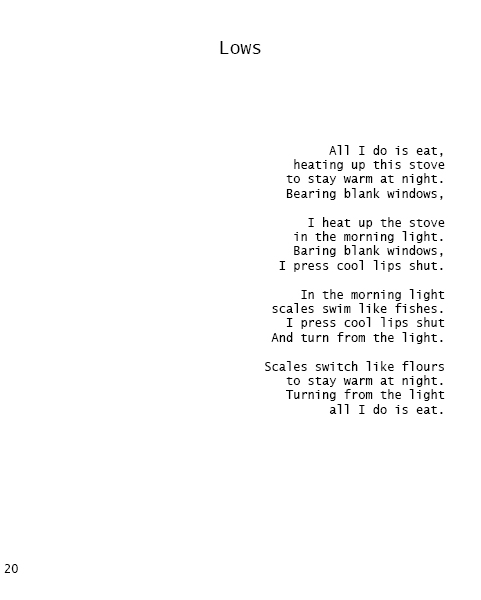 Lows
All I do is eat,
heating up this stove
to stay warm at night.
Bearing blank windows,
I heat up the stove
in the morning light.
Baring blank windows,
I press cool lips shut.
In the morning light
scales swim like fishes.
I press cool lips shut
And turn from the light.
Scales switch like flours
to stay warm at night.
Turning from the light
all I do is eat.
20